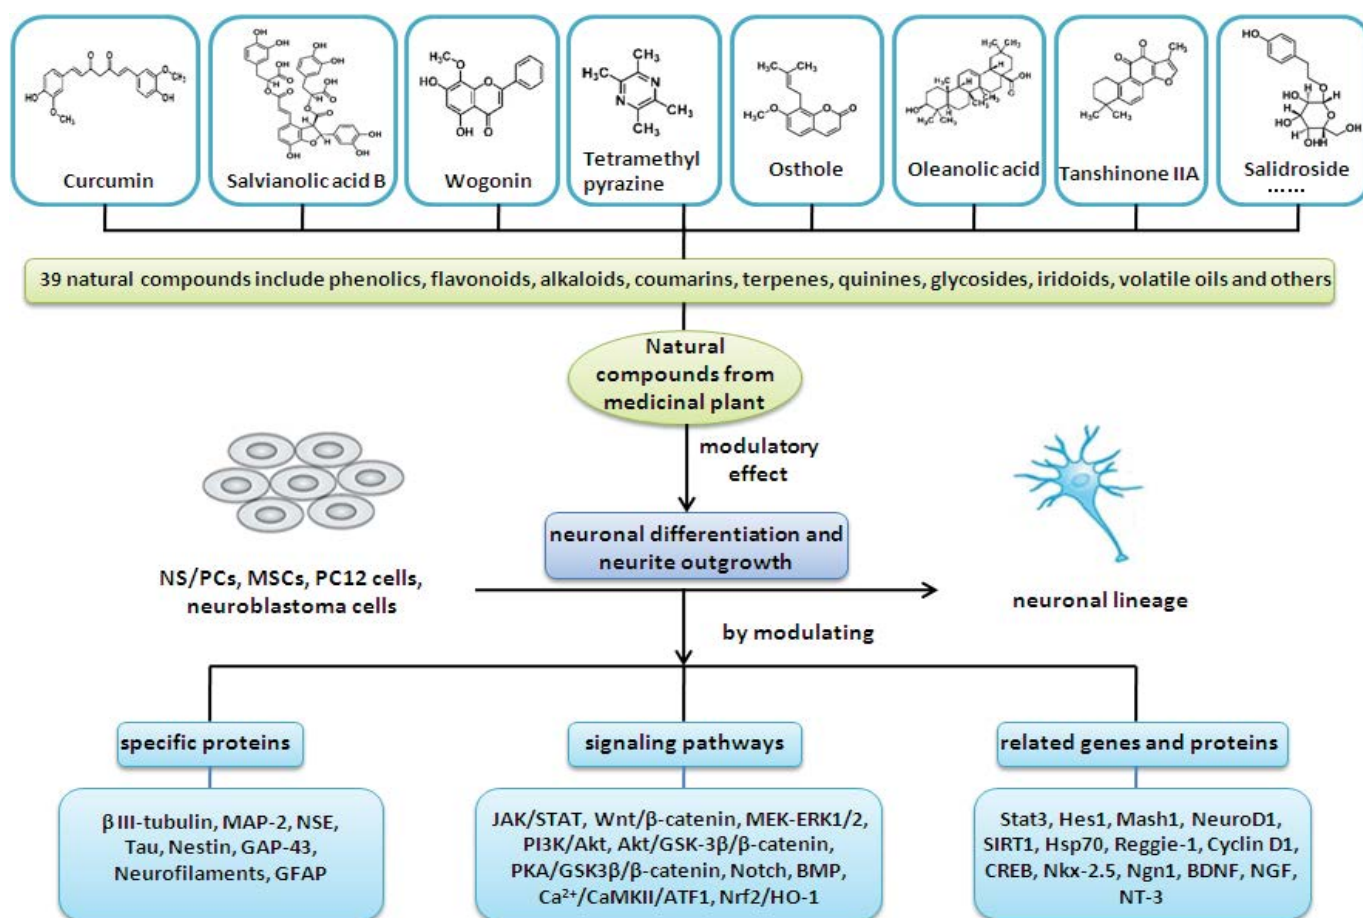 Curcumin
Salvianolic acid B
Wogonin
Tetramethyl
pyrazine
Osthole
Oleanolic acid
Tanshinone IIA
Salidroside
......
39 natural compounds include phenolics, flavonoids, alkaloids, coumarins, terpenes, quinines, glycosides, iridoids, volatile oils and others
Natural
compounds from
medicinal plant
modulatory
effect
neuronal differentiation and
neurite outgrowth
NS/PCs, MSCs, PC12 cells,
neuroblastoma cells
neuronal lineage
by modulating
specific proteins
signaling pathways
related genes and proteins
βIII-tubulin, MAP-2, NSE,
Tau, Nestin, GAP-43,
Neurofilaments, GFAP
JAK/STAT, Wnt/β-catenin, MEK-ERK1/2,
PI3K/Akt, Akt/GSK-3β/β-catenin,
PKA/GSK3β/β-catenin, Notch, BMP,
Ca²⁺/CaMKII/ATF1, Nrf2/HO-1
Stat3, Hes1, Mash1, NeuroD1,
SIRT1, Hsp70, Reggie-1, Cyclin D1,
CREB, Nkx-2.5, Ngn1, BDNF, NGF,
NT-3